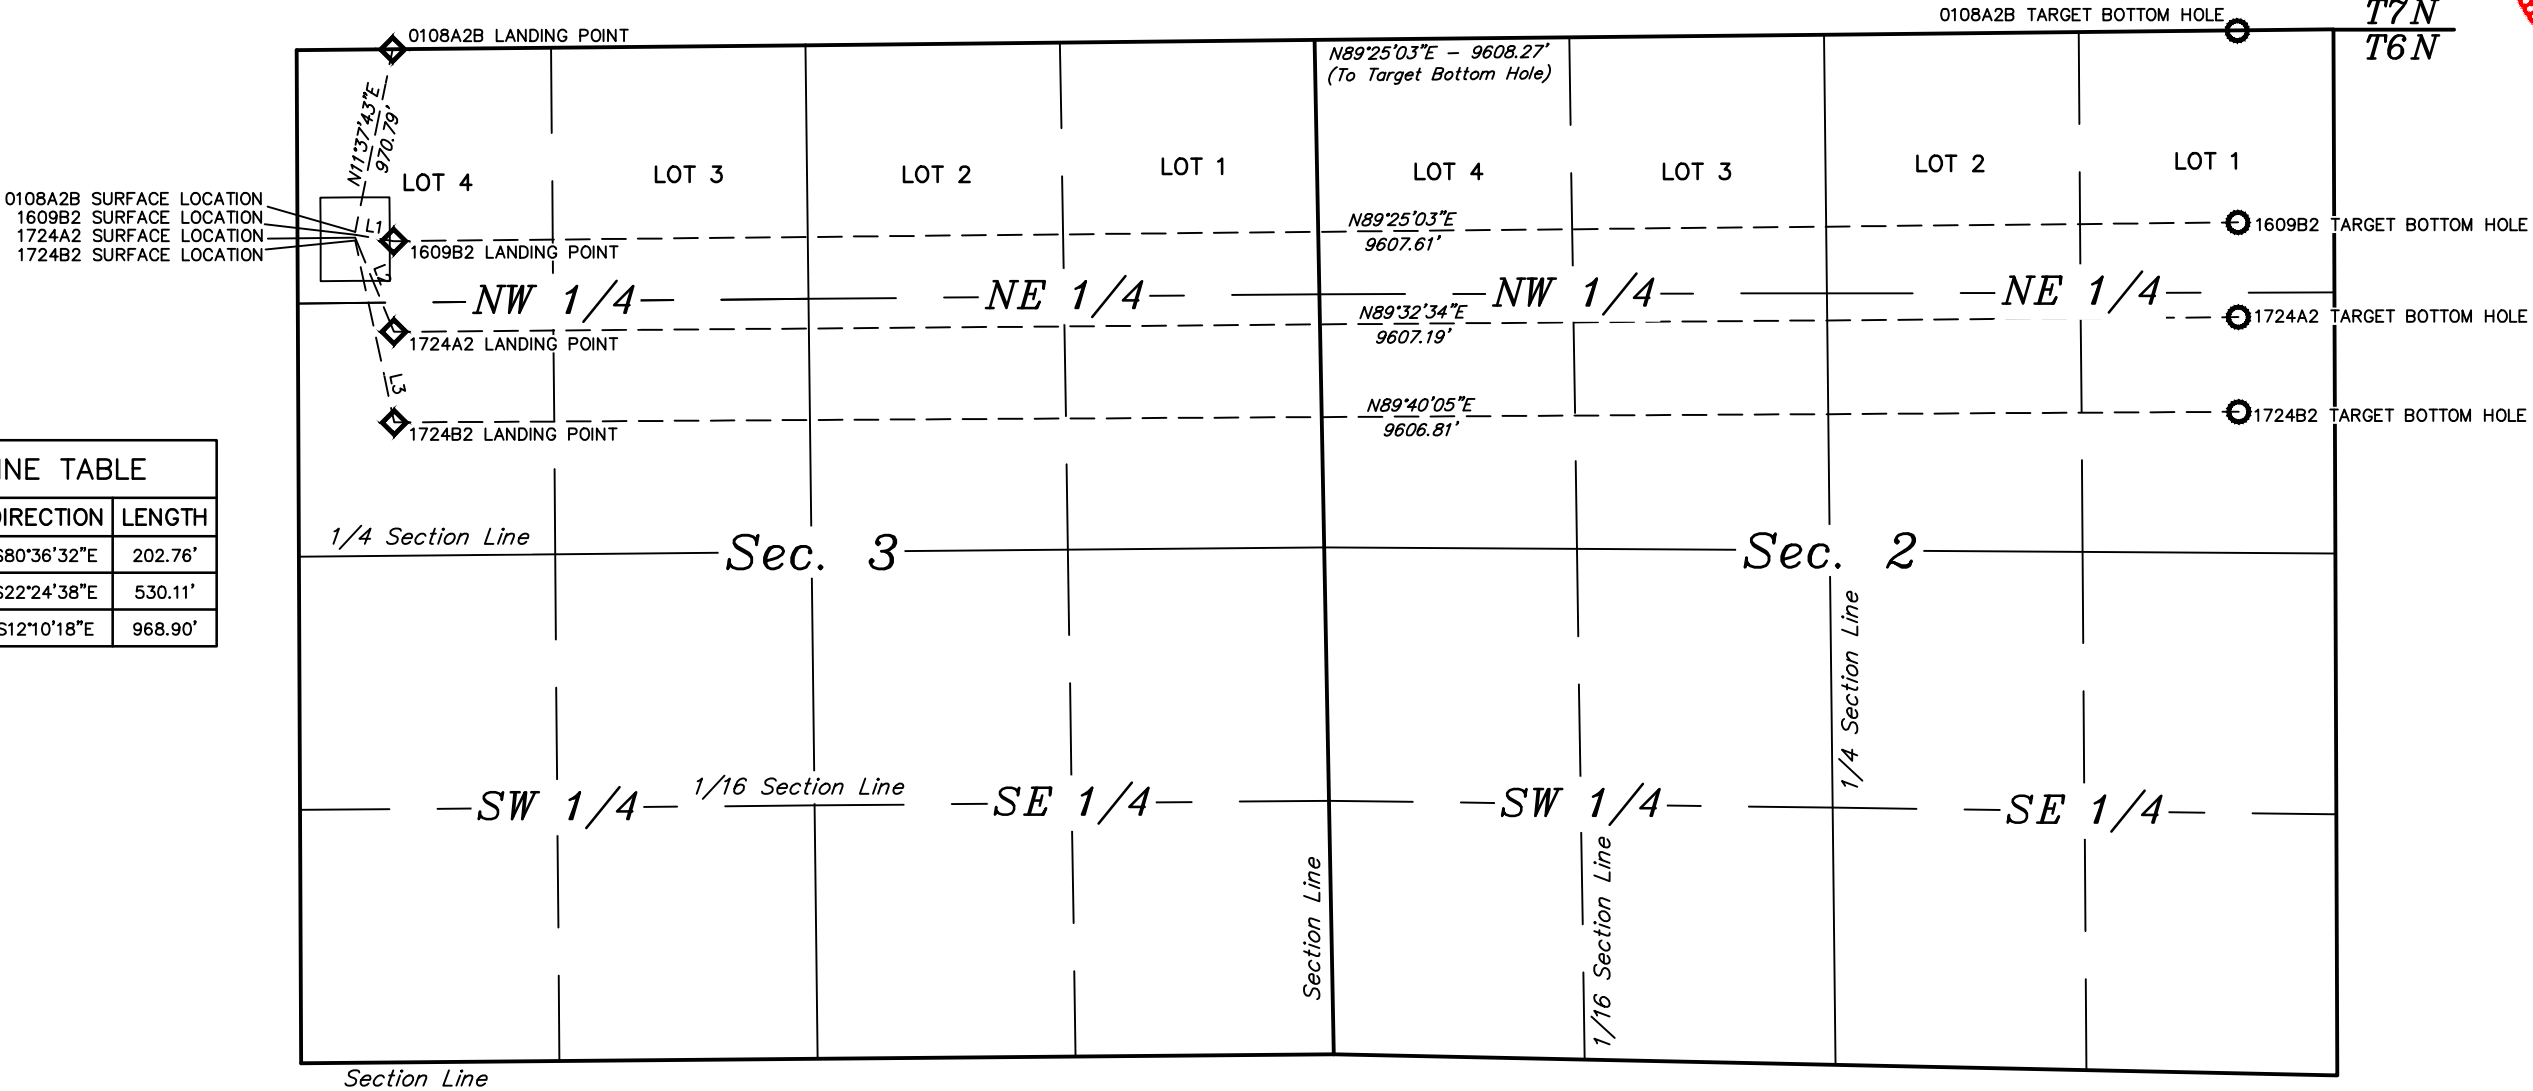 0108A2B LANDING POINT
0108A2B TARGET BOTTOM HOLE
T7N
T6N
N89°25'03"E - 9608.27'
(To Target Bottom Hole)
N11°37'43"E
970.79'
LOT 4
LOT 3
LOT 2
LOT 1
LOT 4
LOT 3
LOT 2
LOT 1
0108A2B SURFACE LOCATION
1609B2 SURFACE LOCATION
1724A2 SURFACE LOCATION
1724B2 SURFACE LOCATION
L1
1609B2 LANDING POINT
N89°25'03"E
9607.61'
1609B2 TARGET BOTTOM HOLE
L2
NW 1/4
NE 1/4
NW 1/4
NE 1/4
1724A2 LANDING POINT
N89°32'34"E
9607.19'
1724A2 TARGET BOTTOM HOLE
L3
1724B2 LANDING POINT
N89°40'05"E
9606.81'
1724B2 TARGET BOTTOM HOLE
TABLE
LENGTH
S80°36'32"E 202.76'
S22°24'38"E 530.11'
S12°10'18"E 968.90'
1/4 Section Line
Sec. 3
Sec. 2
1/4 Section Line
SW 1/4
1/16 Section Line
SE 1/4
SW 1/4
SE 1/4
Section Line
1/16 Section Line
Section Line